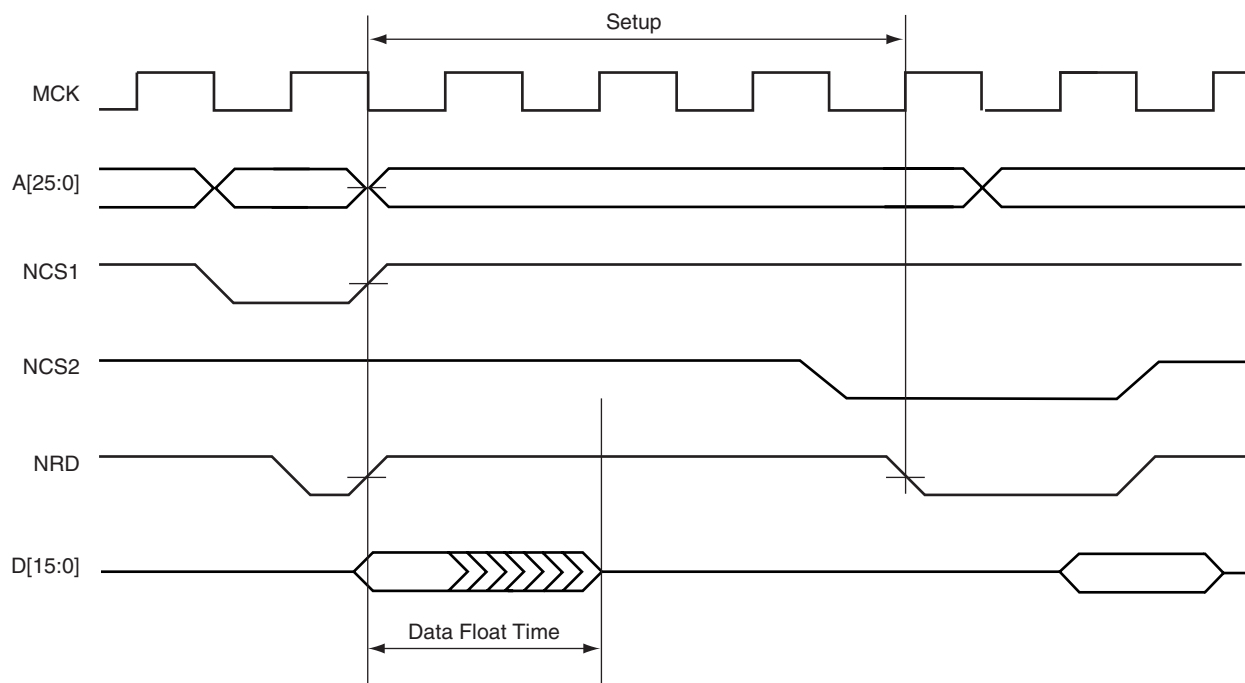 Setup
MCK
A[25:0]
NCS1
NCS2
NRD
D[15:0]
Data Float Time